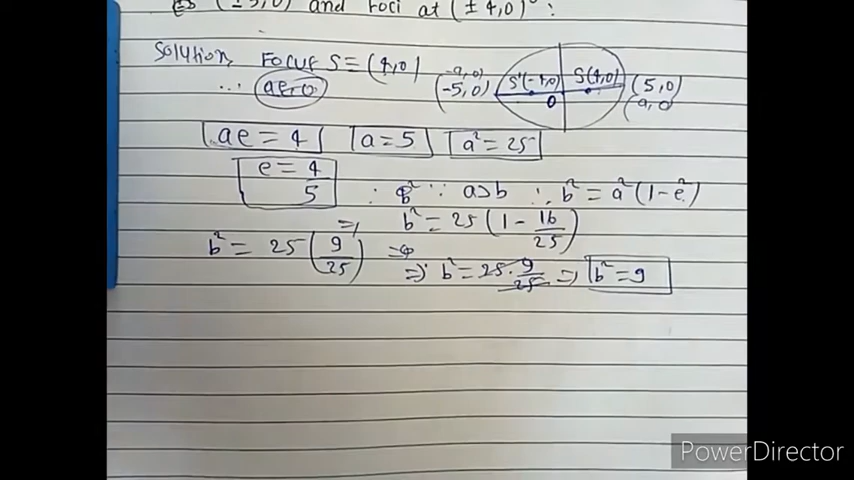 (±5,0) and Foci at (±4,0)
Solution, Focus S = (4,0)
∴ (ae,0)
-a,0)
(-5,0)
S'(-4,0)
S(4,0)
0
(5,0)
(a,0
ae = 4 a = 5 a² = 25
e = 4/5
∵ a>b ∴ b² = a²(1-e²)
⇒ b² = 25(1 - 16/25)
b² = 25(9/25) ⇒
⇒ b² = 25·9/25 ⇒ b² = 9
PowerDirector